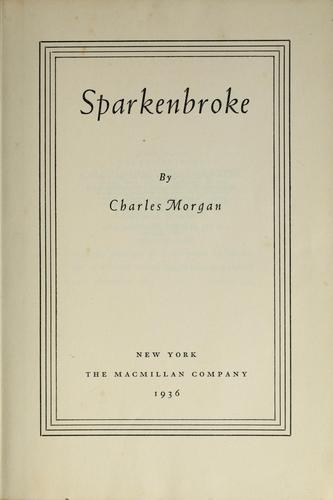 Sparkenbroke
By
Charles Morgan
NEW YORK
THE MACMILLAN COMPANY
1936